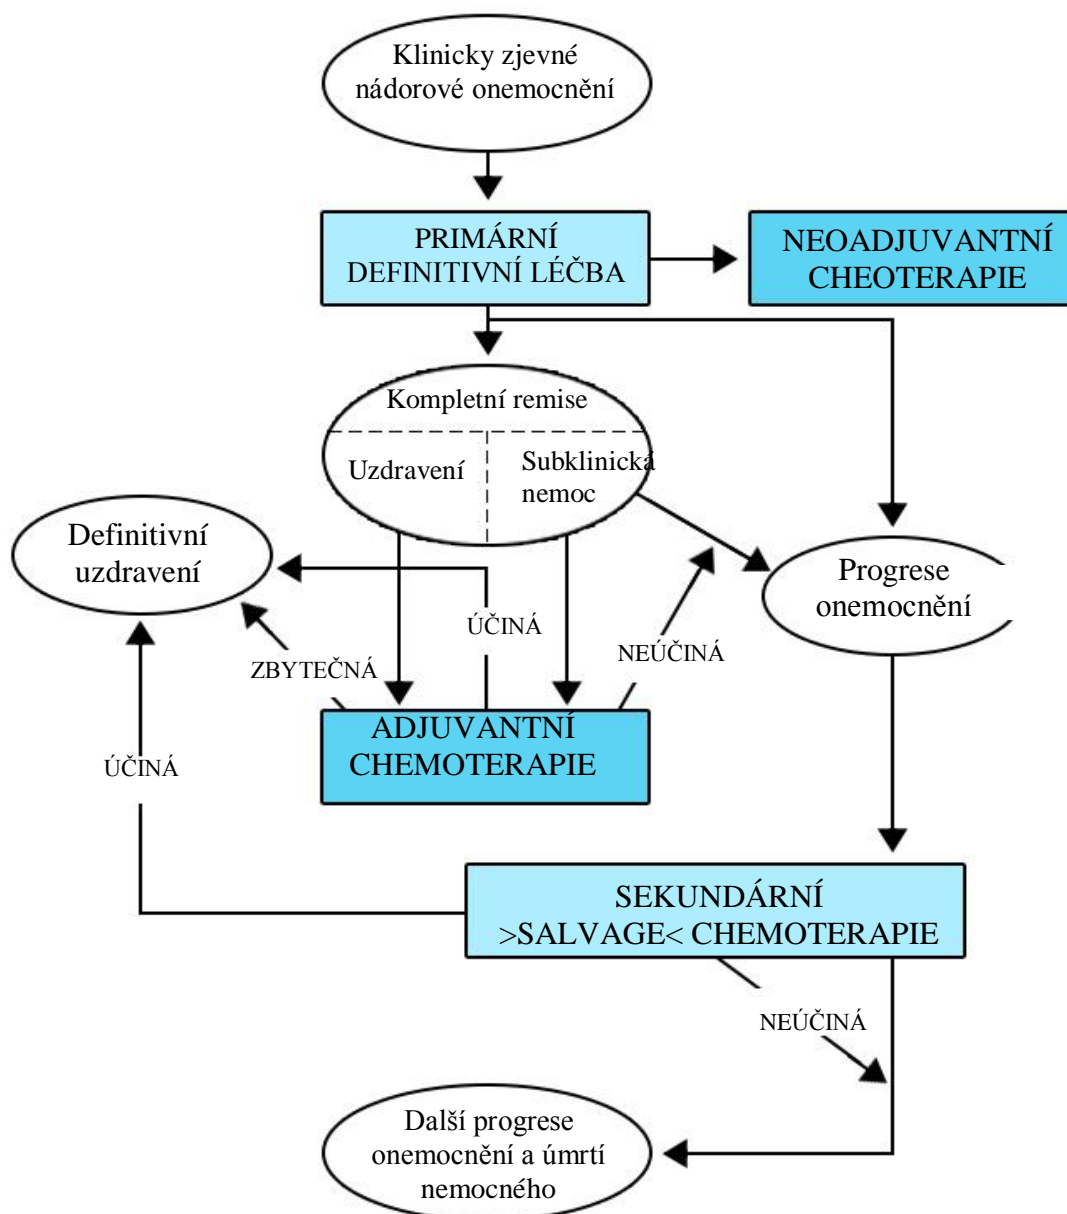 Klinicky zjevné
nádorové onemocnění
PRIMÁRNÍ
DEFINITIVNÍ LÉČBA
NEOADJUVANTNÍ
CHEOTERAPIE
Kompletní remise
Uzdravení
Subklinická
nemoc
Definitivní
uzdravení
Progrese
onemocnění
ÚČINÁ
NEÚČINÁ
ZBYTEČNÁ
ADJUVANTNÍ
CHEMOTERAPIE
ÚČINÁ
SEKUNDÁRNÍ
>SALVAGE< CHEMOTERAPIE
NEÚČINÁ
Další progrese
onemocnění a úmrtí
nemocného